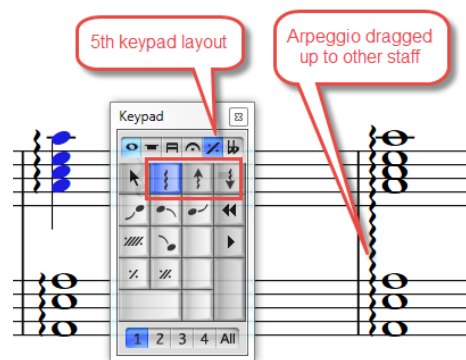 5th keypad layout
Arpeggio dragged
up to other staff
Keypad
1 2 3 4 All